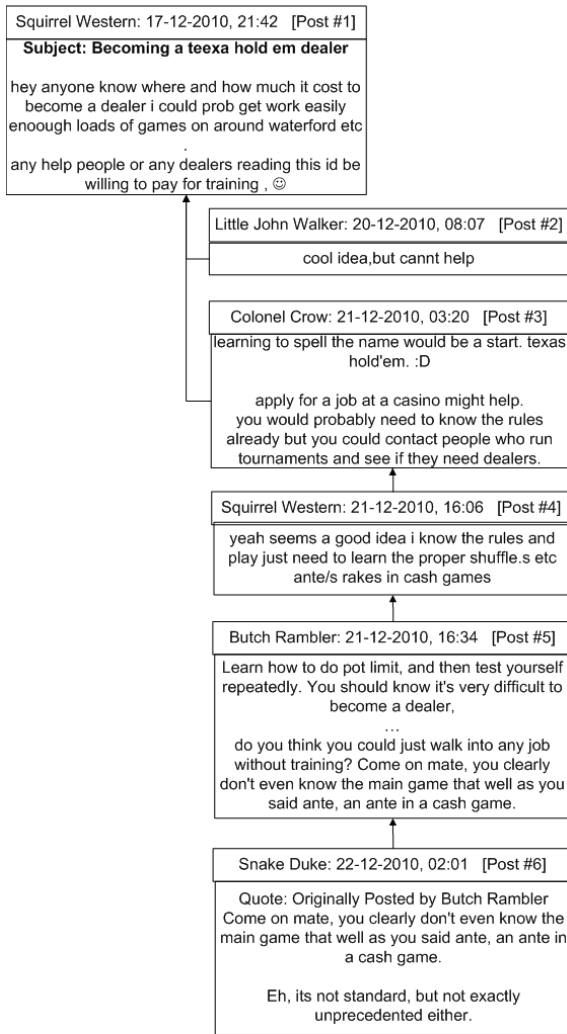 Squirrel Western: 17-12-2010, 21:42 [Post #1]
Subject: Becoming a teexa hold em dealer
hey anyone know where and how much it cost to
become a dealer i could prob get work easily
enoough loads of games on around waterford etc
.
any help people or any dealers reading this id be
willing to pay for training , ☺
Little John Walker: 20-12-2010, 08:07 [Post #2]
cool idea,but cannt help
Colonel Crow: 21-12-2010, 03:20 [Post #3]
learning to spell the name would be a start. texas
hold'em. :D
apply for a job at a casino might help.
you would probably need to know the rules
already but you could contact people who run
tournaments and see if they need dealers.
Squirrel Western: 21-12-2010, 16:06 [Post #4]
yeah seems a good idea i know the rules and
play just need to learn the proper shuffle.s etc
ante/s rakes in cash games
Butch Rambler: 21-12-2010, 16:34 [Post #5]
Learn how to do pot limit, and then test yourself
repeatedly. You should know it's very difficult to
become a dealer,
...
do you think you could just walk into any job
without training? Come on mate, you clearly
don't even know the main game that well as you
said ante, an ante in a cash game.
Snake Duke: 22-12-2010, 02:01 [Post #6]
Quote: Originally Posted by Butch Rambler
Come on mate, you clearly don't even know the
main game that well as you said ante, an ante in
a cash game.
Eh, its not standard, but not exactly
unprecedented either.